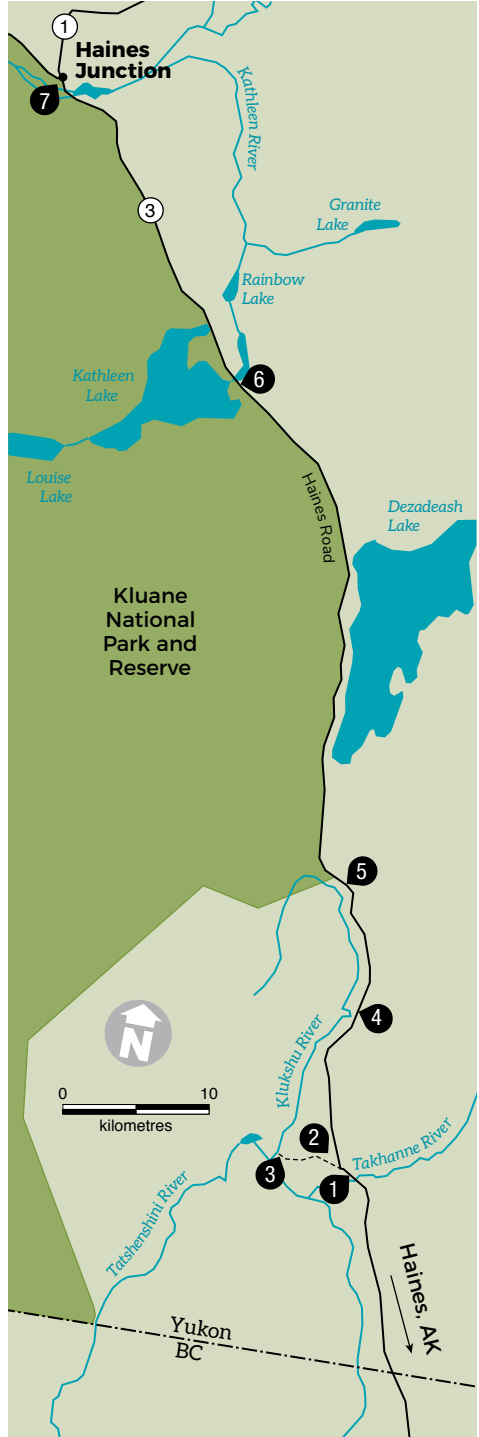 1
Haines
Junction
7
Kathleen River
3
Granite
Lake
Rainbow
Lake
Kathleen
Lake
6
Louise
Lake
Haines Road
Dezadeash
Lake
Kluane
National
Park and
Reserve
5
N
4
Klukshu River
0 10
kilometres
2
Takhanne River
3
1
Tatshenshini River
Haines, AK
Yukon
BC